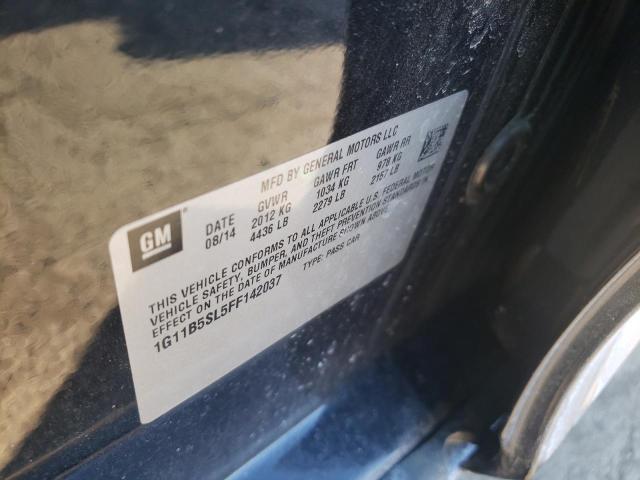 GM
MFD BY GENERAL MOTORS LLC
DATE GVWR GAWR FRT GAWR RR
08/14 2012 KG 1034 KG 978 KG
4436 LB 2279 LB 2157 LB
THIS VEHICLE CONFORMS TO ALL APPLICABLE U.S. FEDERAL MOTOR
VEHICLE SAFETY, BUMPER, AND THEFT PREVENTION STANDARDS IN
EFFECT ON THE DATE OF MANUFACTURE SHOWN ABOVE.
1G11B5SL5FF142037 TYPE: PASS CAR